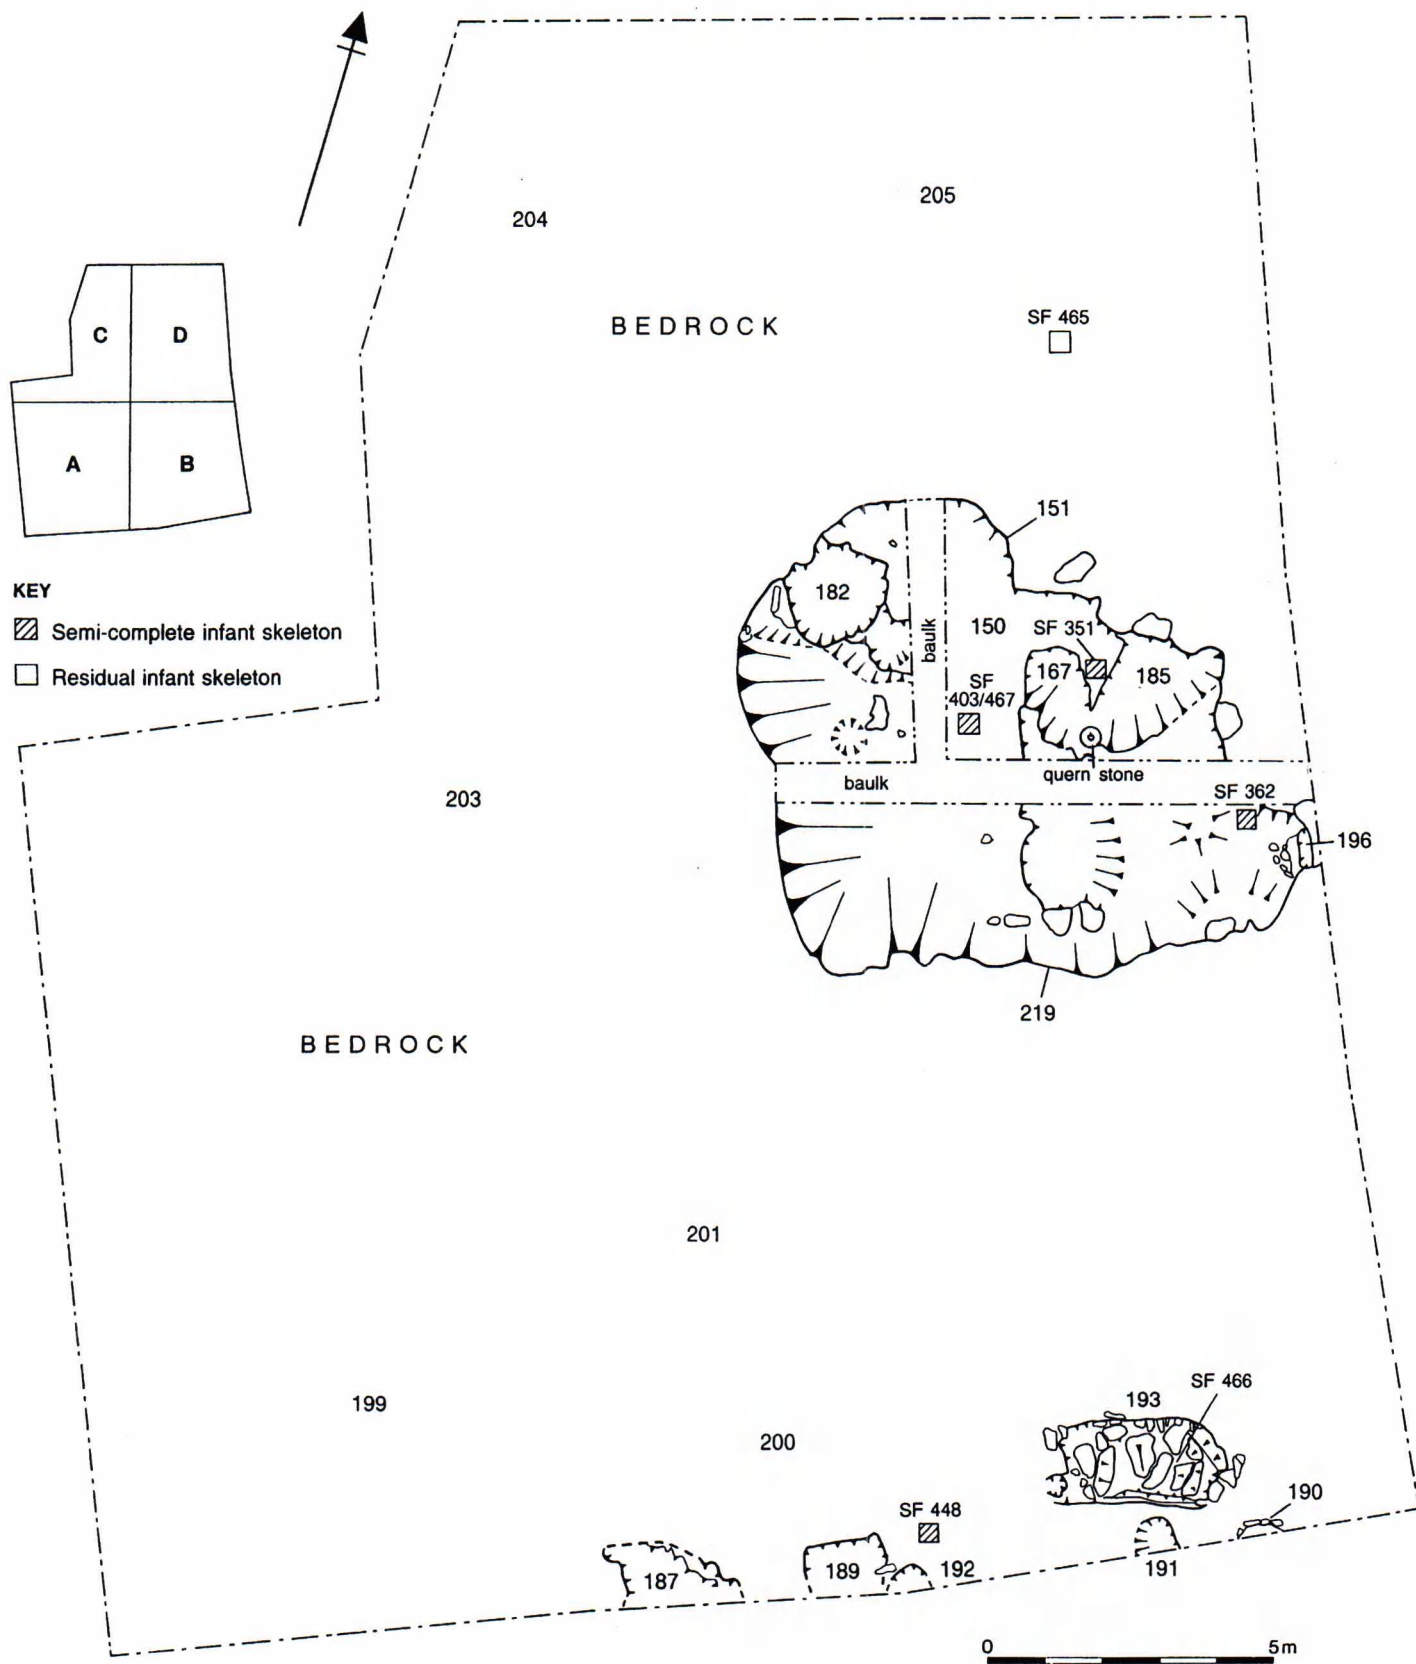 204
205
BEDROCK
SF 465
C
D
A
B
KEY
Semi-complete infant skeleton
Residual infant skeleton
151
182
baulk
150
SF 351
167
185
SF
403/467
quern stone
baulk
SF 362
196
203
219
BEDROCK
201
199
200
193
SF 466
SF 448
190
187
189
192
191
0
5m